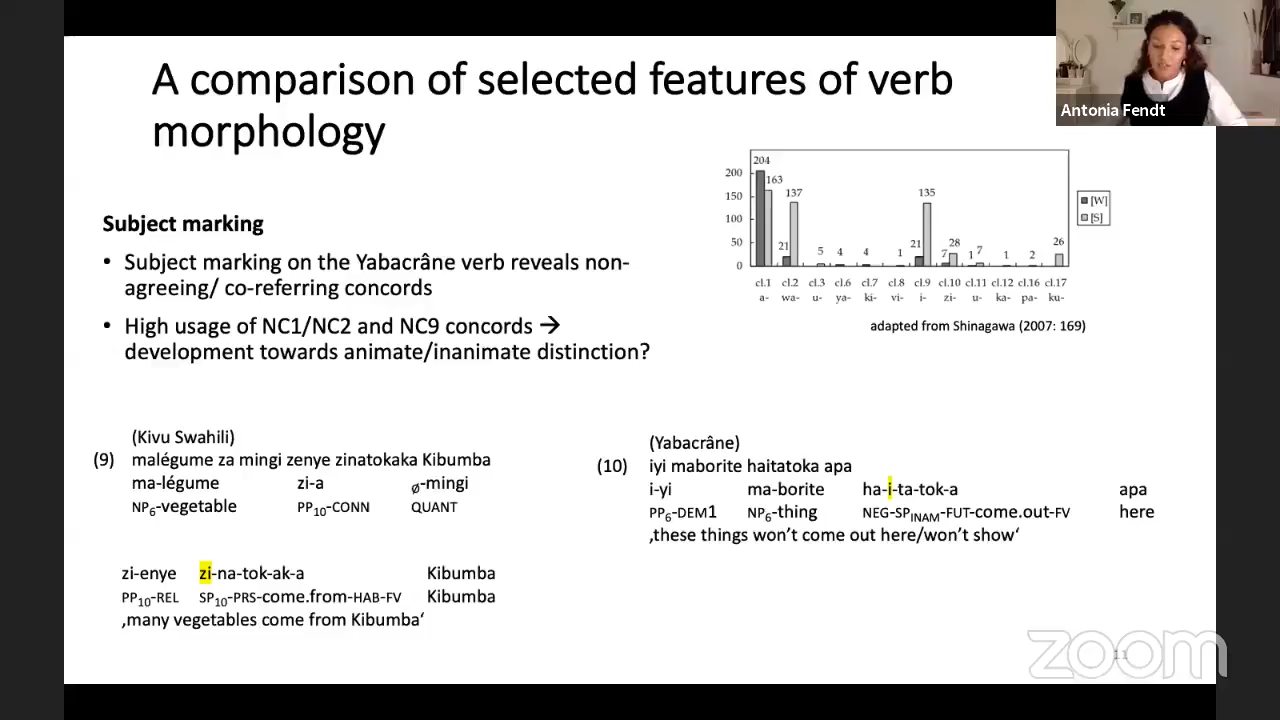 A comparison of selected features of verb
morphology
Antonia Fendt
Subject marking
• Subject marking on the Yabacrâne verb reveals non-
agreeing/ co-referring concords
• High usage of NC1/NC2 and NC9 concords →
development towards animate/inanimate distinction?
204
200
163
150
137
135
100
50
21
5
4
4
1
21
7
28
1
7
1
2
26
0
[W]
[S]
cl.1 cl.2 cl.3 cl.6 cl.7 cl.8 cl.9 cl.10 cl.11 cl.12 cl.16 cl.17
a- wa- u- ya- ki- vi- i- zi- u- ka- pa- ku-
adapted from Shinagawa (2007: 169)
(Kivu Swahili)
(9) malégume za mingi zenye zinatokaka Kibumba
ma-légume zi-a ø-mingi
NP6-vegetable PP10-CONN QUANT
zi-enye zi-na-tok-ak-a Kibumba
PP10-REL SP10-PRS-come.from-HAB-FV Kibumba
‚many vegetables come from Kibumba‘
(Yabacrâne)
(10) iyi maborite haitatoka apa
i-yi ma-borite ha-i-ta-tok-a apa
PP6-DEM1 NP6-thing NEG-SPINAM-FUT-come.out-FV here
‚these things won’t come out here/won’t show‘
zoom
11